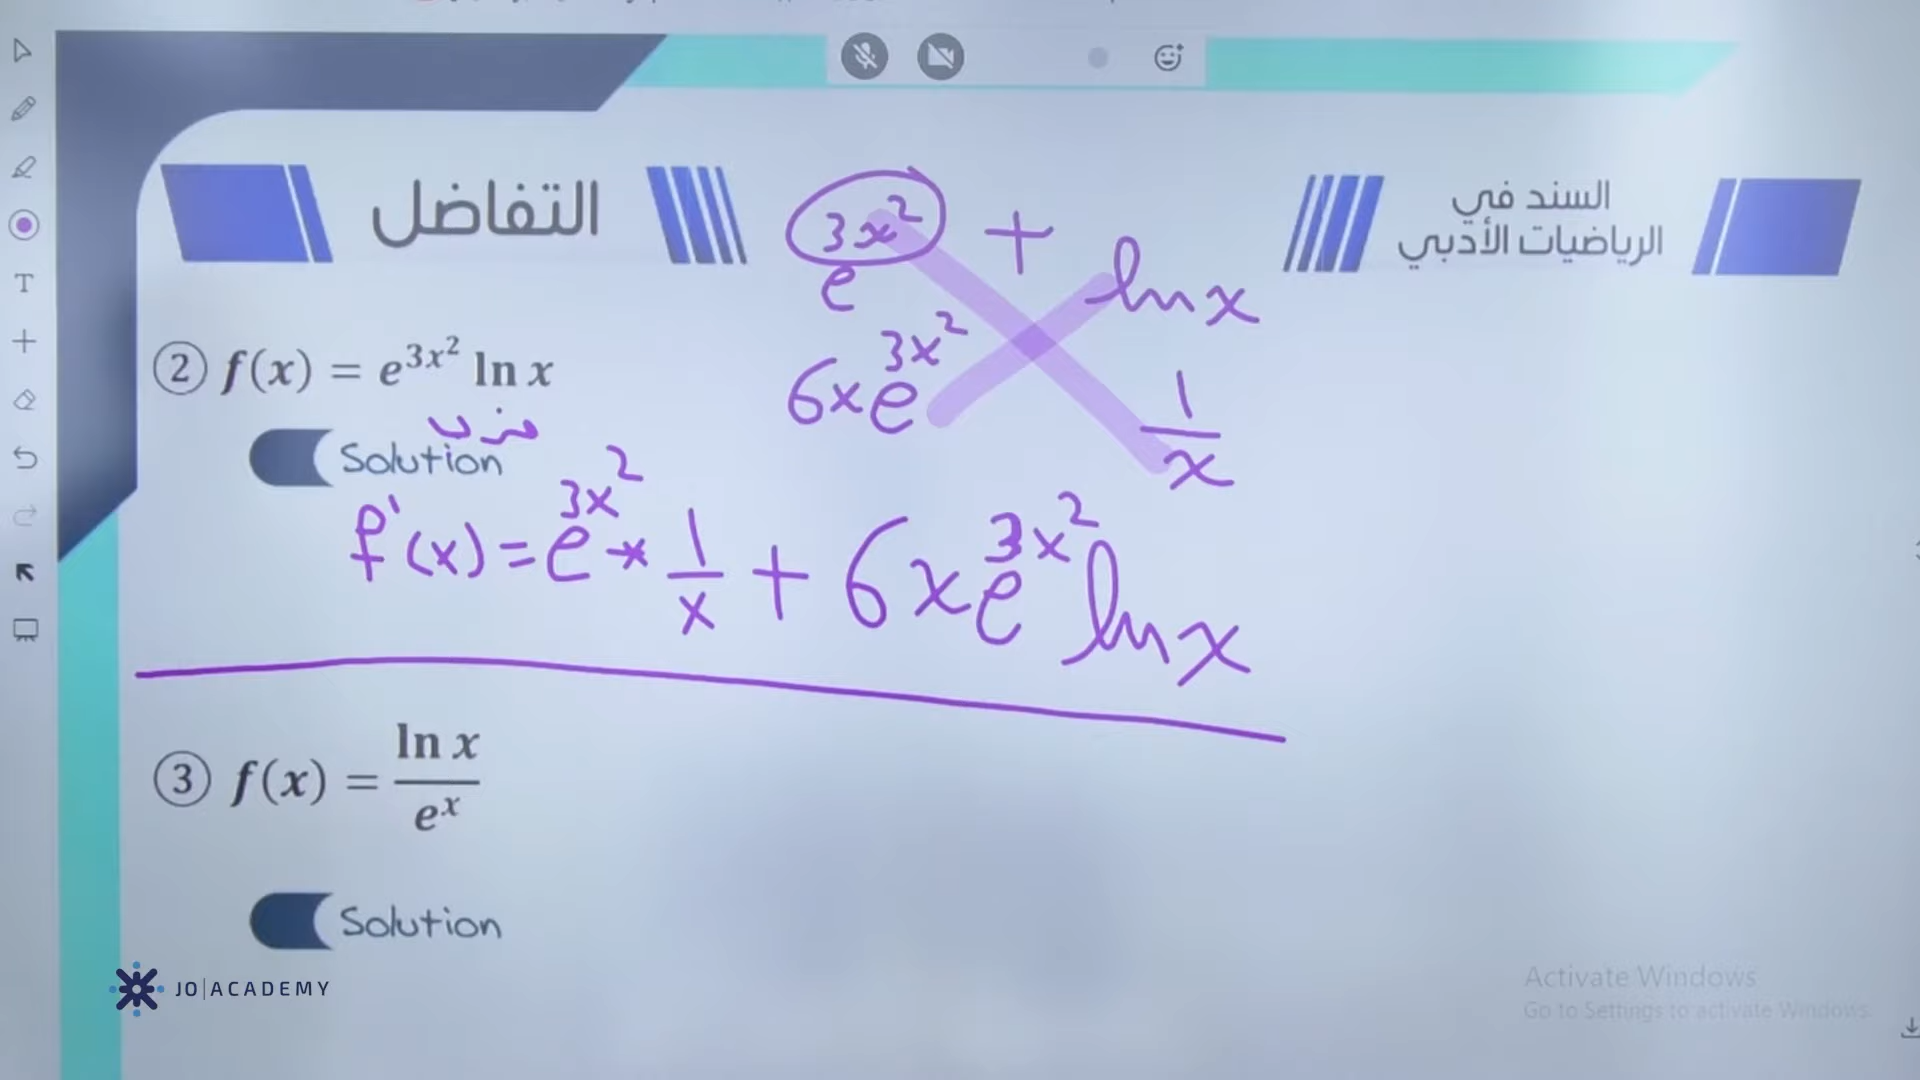 التفاضل
السند في
الرياضيات الأدبي
e^{3x^2} + ln x
6x e^{3x^2}
1/x
② f(x) = e^{3x^2} ln x
ضرب
Solution
f'(x) = e^{3x^2} * 1/x + 6x e^{3x^2} ln x
③ f(x) = ln x / e^x
Solution
JO|ACADEMY
Activate Windows
Go to Settings to activate Windows.